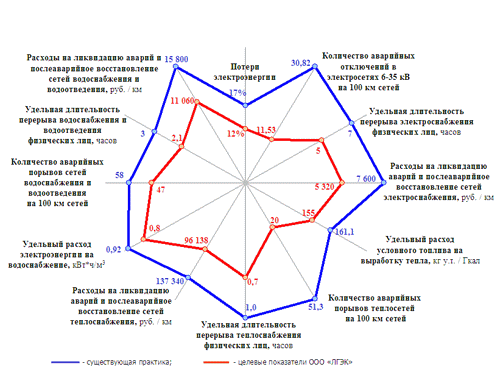 Расходы на ликвидацию аварий и
послеаварийное восстановление
сетей водоснабжения и
водоотведения, руб. / км
15 800
Потери
электроэнергии
17%
30,82
Количество аварийных
отключений в
электросетях 6-35 кВ
на 100 км сетей
11 060
Удельная длительность
перерыва водоснабжения и
водоотведения
физических лиц, часов
3
2,1
12%
11,53
5
7
Удельная длительность
перерыва электроснабжения
физических лиц, часов
Количество аварийных
порывов сетей
водоснабжения и
водоотведения
на 100 км сетей
58
47
5 320
7 600
Расходы на ликвидацию
аварий и послеаварийное
восстановление сетей
электроснабжения, руб. / км
Удельный расход
электроэнергии на
водоснабжение, кВт*ч/м3
0,92
0,8
20
155
161,1
Удельный расход
условного топлива на
выработку тепла, кг у.т. / Гкал
Расходы на ликвидацию
аварий и послеаварийное
восстановление сетей
теплоснабжения, руб. / км
137 340
96 138
0,7
1,0
51,3
Количество аварийных
порывов теплосетей
на 100 км сетей
Удельная длительность
перерыва теплоснабжения
физических лиц, часов
- существующая практика;
- целевые показатели ООО «ЛГЭК»